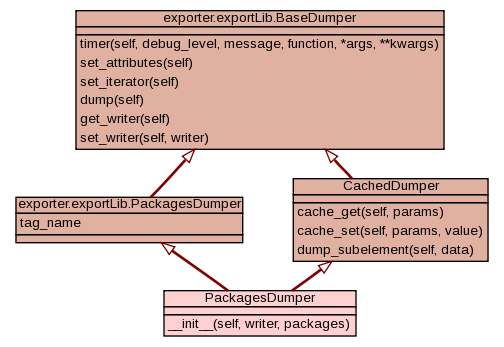 exporter.exportLib.BaseDumper
timer(self, debug_level, message, function, *args, **kwargs)
set_attributes(self)
set_iterator(self)
dump(self)
get_writer(self)
set_writer(self, writer)
exporter.exportLib.PackagesDumper
tag_name
CachedDumper
cache_get(self, params)
cache_set(self, params, value)
dump_subelement(self, data)
PackagesDumper
__init__(self, writer, packages)